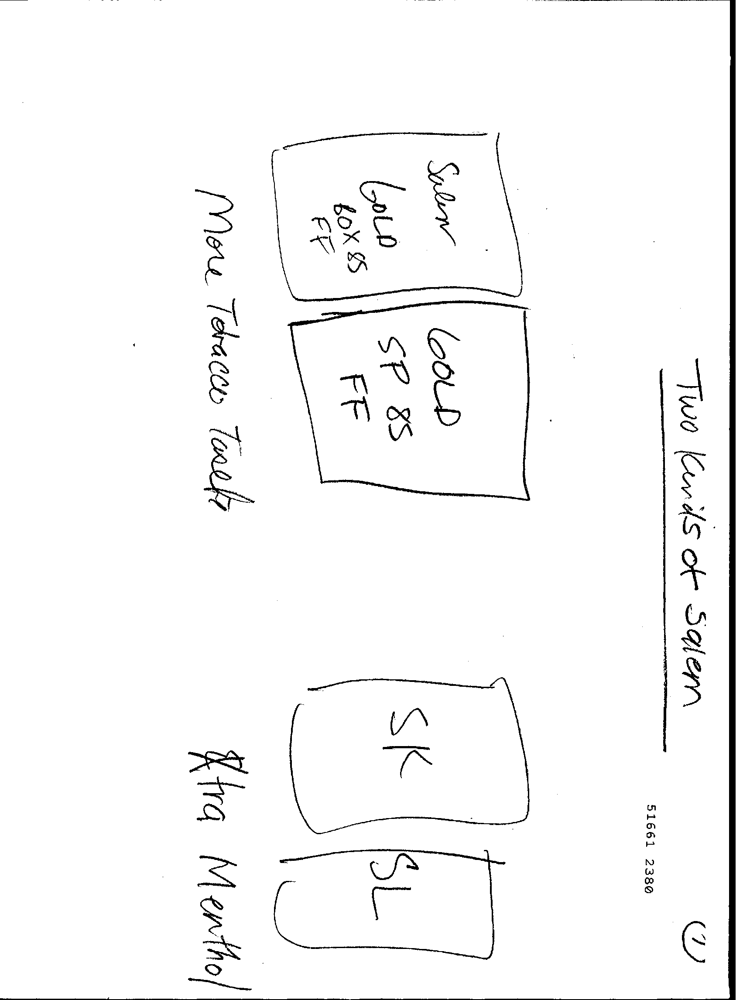 (1)
Two Kinds of Salem
51661 2380
Salem
GOLD
BOX 85
FF
GOLD
SP 85
FF
SK
SL
More Tobacco Taste
Xtra Menthol